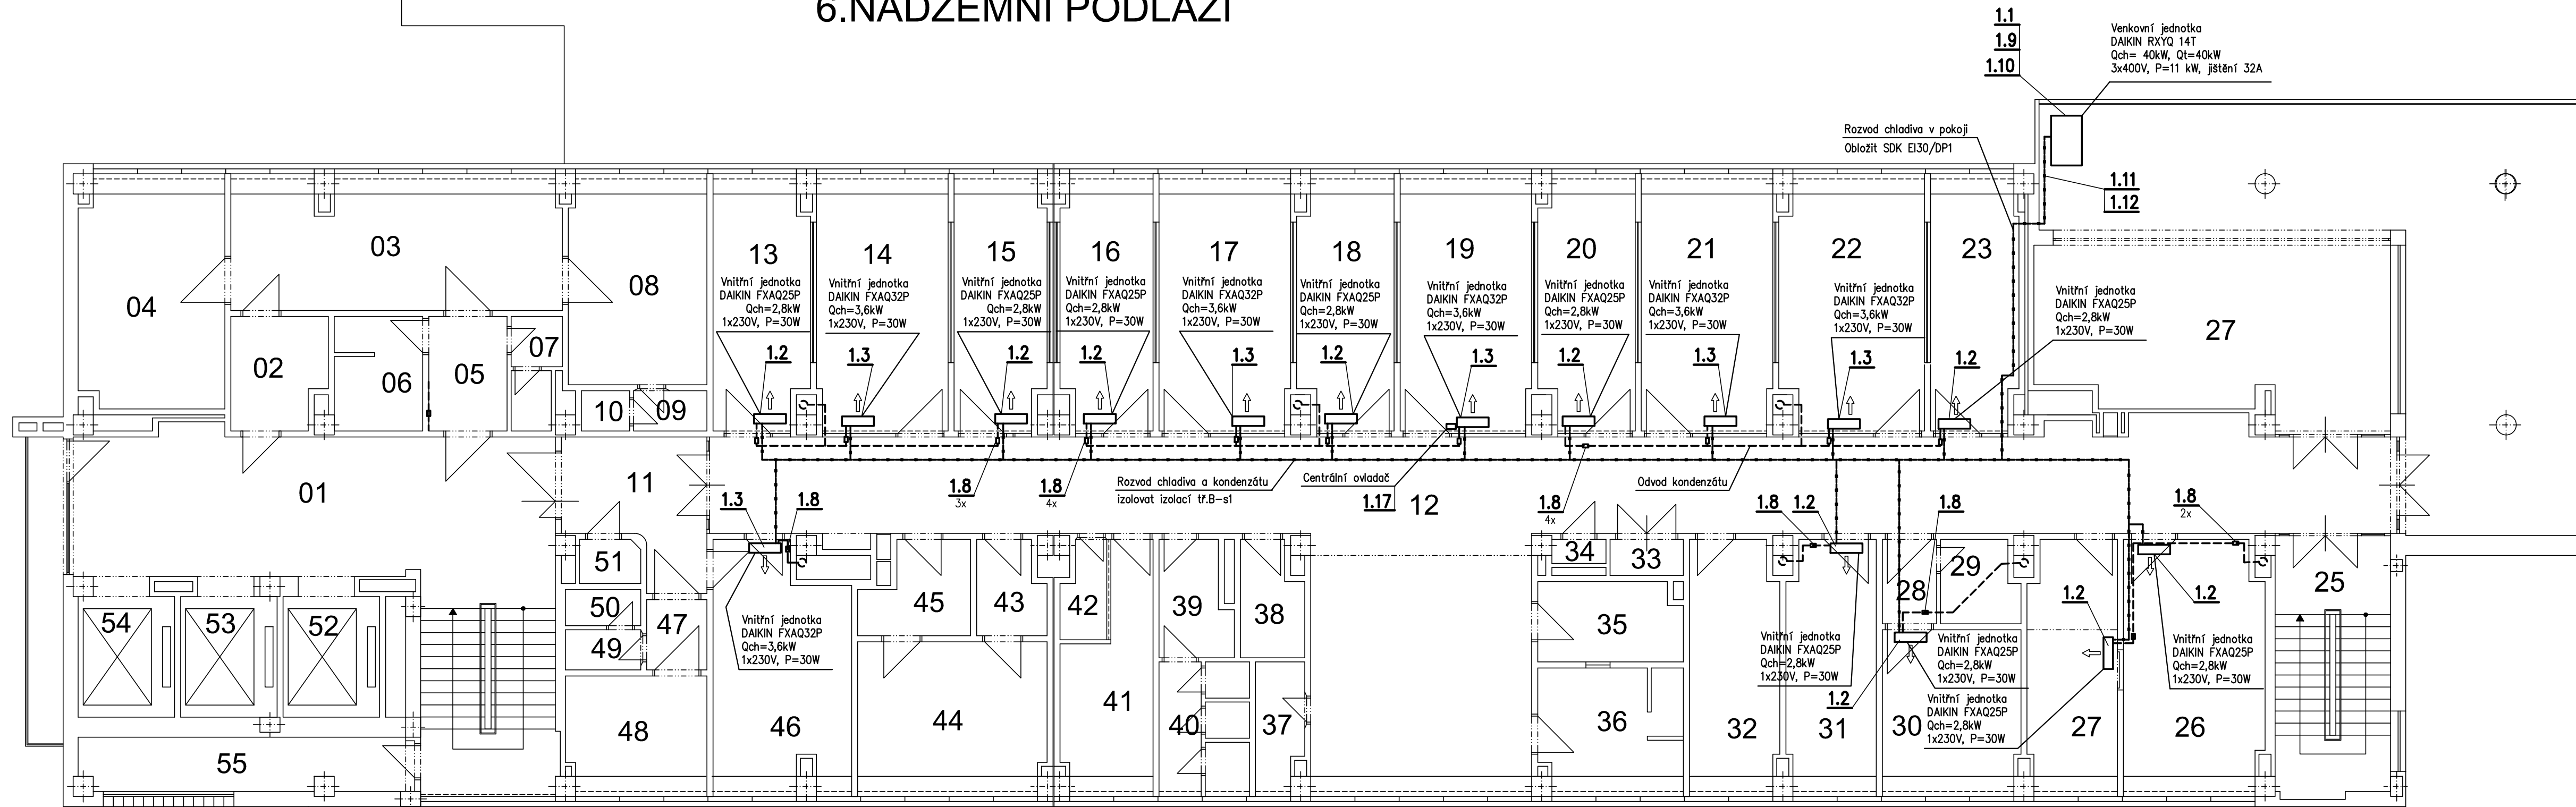 6.NADZEMNÍ PODLAŽÍ
1.1
1.9
1.10
Venkovní jednotka
DAIKIN RXYQ 14T
Qch= 40kW, Qt=40kW
3x400V, P=11 kW, jištění 32A
Rozvod chladiva v pokoji
Obložit SDK EI30/DP1
1.11
1.12
03
04
08
02
06
05
07
10
09
13
Vnitřní jednotka
DAIKIN FXAQ25P
Qch=2,8kW
1x230V, P=30W
1.2
14
Vnitřní jednotka
DAIKIN FXAQ32P
Qch=3,6kW
1x230V, P=30W
1.3
15
Vnitřní jednotka
DAIKIN FXAQ25P
Qch=2,8kW
1x230V, P=30W
1.2
16
Vnitřní jednotka
DAIKIN FXAQ25P
Qch=2,8kW
1x230V, P=30W
1.2
17
Vnitřní jednotka
DAIKIN FXAQ32P
Qch=3,6kW
1x230V, P=30W
1.3
18
Vnitřní jednotka
DAIKIN FXAQ25P
Qch=2,8kW
1x230V, P=30W
1.2
19
Vnitřní jednotka
DAIKIN FXAQ32P
Qch=3,6kW
1x230V, P=30W
1.3
20
Vnitřní jednotka
DAIKIN FXAQ25P
Qch=2,8kW
1x230V, P=30W
1.2
21
Vnitřní jednotka
DAIKIN FXAQ32P
Qch=3,6kW
1x230V, P=30W
1.3
22
Vnitřní jednotka
DAIKIN FXAQ32P
Qch=3,6kW
1x230V, P=30W
1.3
23
1.2
Vnitřní jednotka
DAIKIN FXAQ25P
Qch=2,8kW
1x230V, P=30W
27
01
11
1.3
1.8
1.8
3x
1.8
4x
Rozvod chladiva a kondenzátu
izolovat izolací tř.B-s1
Centrální ovladač
1.17
12
1.8
4x
Odvod kondenzátu
1.8
1.2
1.8
1.8
2x
51
50
49
47
48
54
53
52
55
Vnitřní jednotka
DAIKIN FXAQ32P
Qch=3,6kW
1x230V, P=30W
46
45
43
44
42
41
39
38
40
37
34
33
35
36
32
Vnitřní jednotka
DAIKIN FXAQ25P
Qch=2,8kW
1x230V, P=30W
31
1.2
28
29
30
Vnitřní jednotka
DAIKIN FXAQ25P
Qch=2,8kW
1x230V, P=30W
Vnitřní jednotka
DAIKIN FXAQ25P
Qch=2,8kW
1x230V, P=30W
1.2
27
1.2
Vnitřní jednotka
DAIKIN FXAQ25P
Qch=2,8kW
1x230V, P=30W
26
25